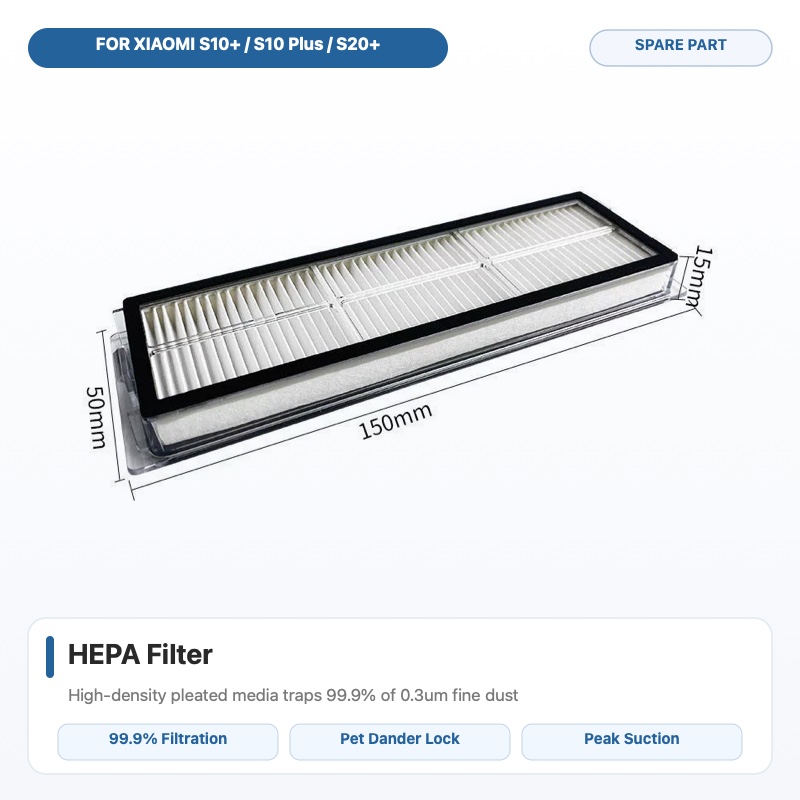 FOR XIAOMI S10+ / S10 Plus / S20+
SPARE PART
15mm
50mm
150mm
HEPA Filter
High-density pleated media traps 99.9% of 0.3um fine dust
99.9% Filtration
Pet Dander Lock
Peak Suction